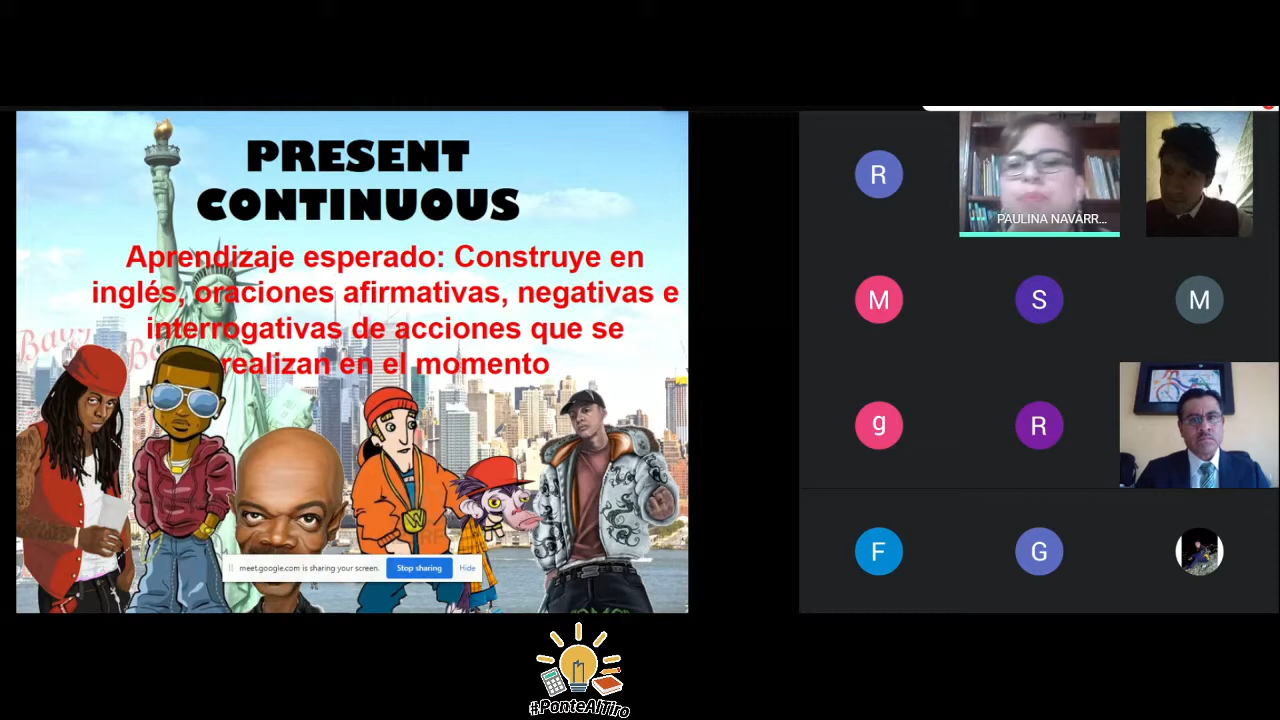 PRESENT
CONTINUOUS
Aprendizaje esperado: Construye en
inglés, oraciones afirmativas, negativas e
interrogativas de acciones que se
realizan en el momento
W
meet.google.com is sharing your screen.
Stop sharing
Hide
R
PAULINA NAVARR...
M
S
M
g
R
F
G
#PonteAlTiro